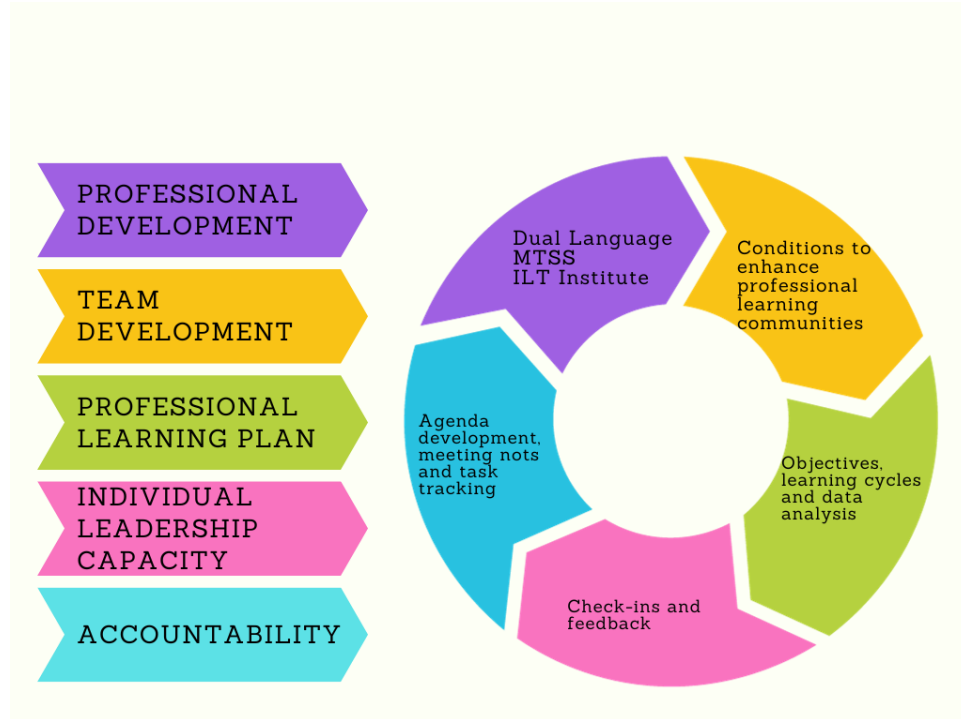 PROFESSIONAL
DEVELOPMENT
TEAM
DEVELOPMENT
PROFESSIONAL
LEARNING PLAN
INDIVIDUAL
LEADERSHIP
CAPACITY
ACCOUNTABILITY
Dual Language
MTSS
ILT Institute
Conditions to
enhance
professional
learning
communities
Objectives,
learning cycles
and data
analysis
Check-ins and
feedback
Agenda
development,
meeting nots
and task
tracking